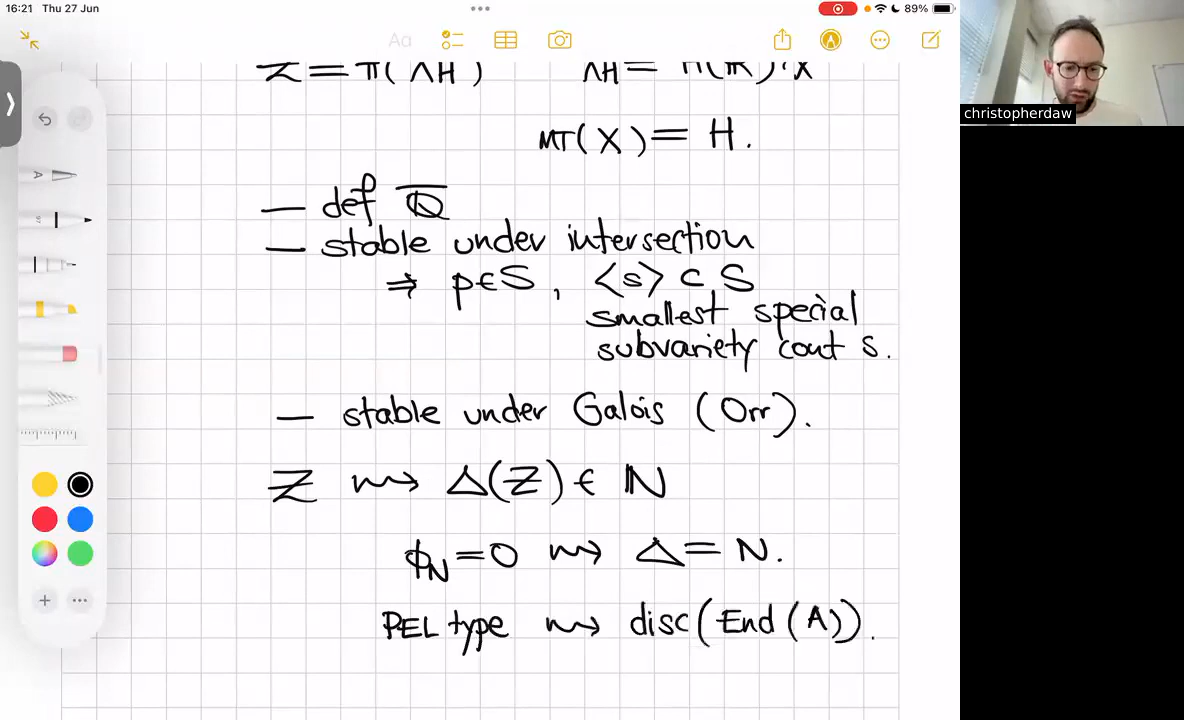 16:21 Thu 27 Jun
89%
Aa
christopherdaw
Z = π(
MT(X) = H.
— def ℚ̅
— stable under intersection
⇒ p∈S, <s> ⊂ S
smallest special
subvariety cont s.
— stable under Galois (Orr).
Z ⇝ Δ(Z) ∈ ℕ
ϕ_N = 0 ⇝ Δ = N.
PEL type ⇝ disc(End(A)).